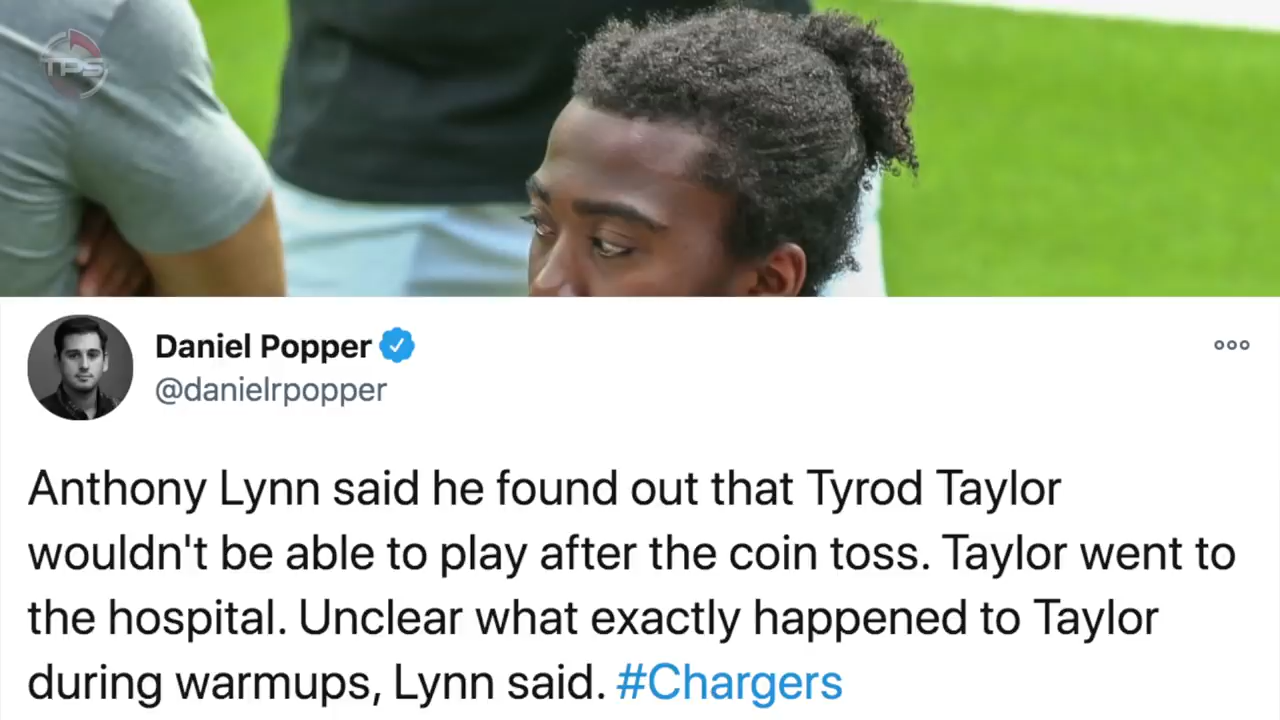 TPS
Daniel Popper
@danielrpopper
Anthony Lynn said he found out that Tyrod Taylor
wouldn't be able to play after the coin toss. Taylor went to
the hospital. Unclear what exactly happened to Taylor
during warmups, Lynn said. #Chargers